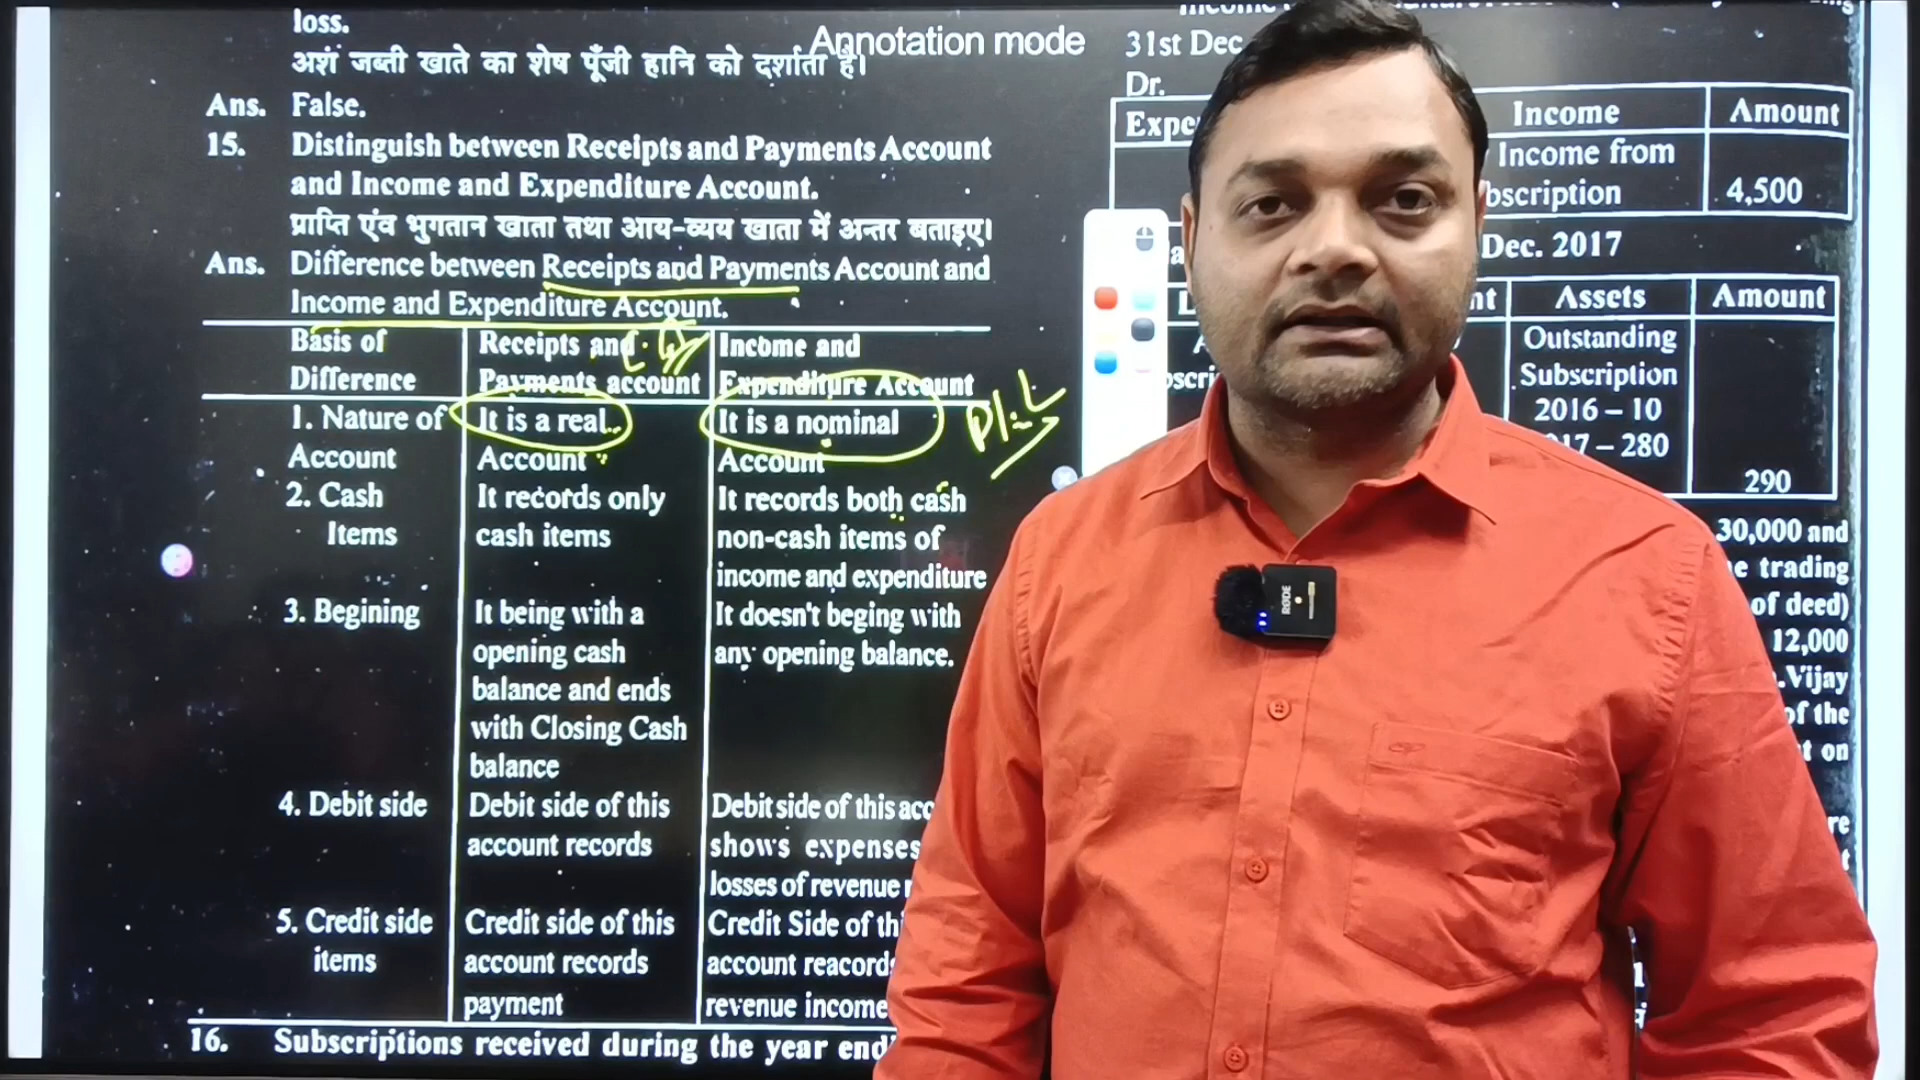 loss.
अशं जब्ती खाते का शेष पूँजी हानि को दर्शाता है।
Annotation mode
Ans. False.
15. Distinguish between Receipts and Payments Account
and Income and Expenditure Account.
प्राप्ति एंव भुगतान खाता तथा आय-व्यय खाता में अन्तर बताइए।
Ans. Difference between Receipts and Payments Account and
Income and Expenditure Account.
Basis of Receipts and Income and
Difference Payments account Expenditure Account
1. Nature of It is a real It is a nominal
Account Account Account
2. Cash It records only It records both cash
Items cash items non-cash items of
income and expenditure
3. Begining It being with a It doesn't beging with
opening cash any opening balance.
balance and ends
with Closing Cash
balance
4. Debit side Debit side of this Debit side of this
account records shows expenses
losses of revenue
5. Credit side Credit side of this Credit Side of
items account records account
payment revenue income
16. Subscriptions received during the year
31st Dec
Dr.
Income Amount
Income from
4,500
Dec. 2017
Assets Amount
Outstanding
Subscription
2016 – 10
– 280
290
30,000 and
trading
of deed)
12,000
Vijay
of the
on
RØDE